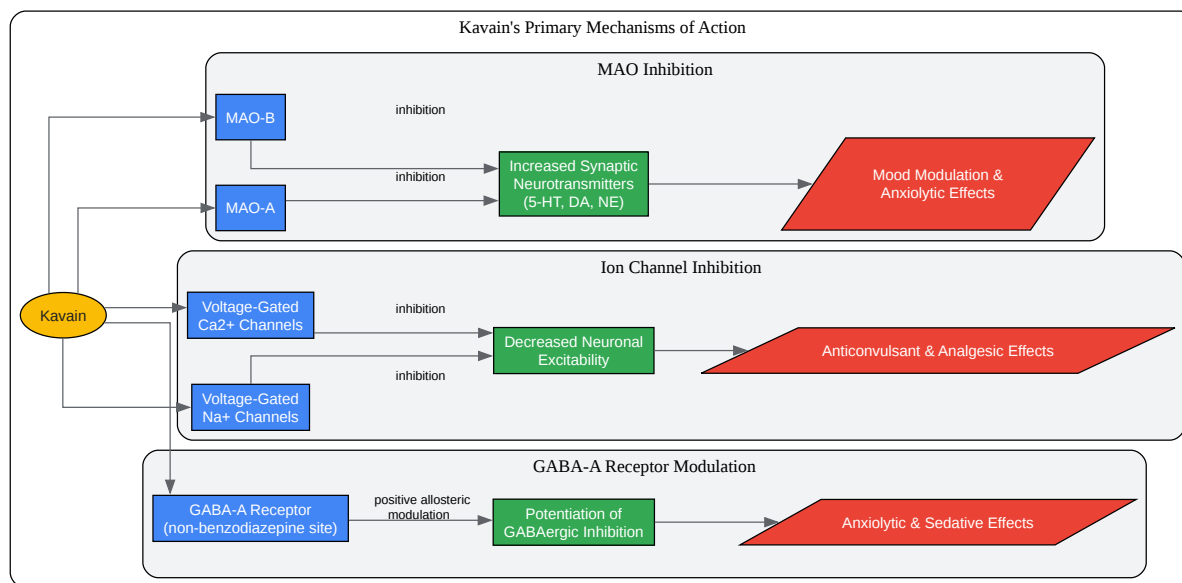 Kavain's Primary Mechanisms of Action
MAO Inhibition
MAO-B
inhibition
Increased Synaptic
Neurotransmitters
(5-HT, DA, NE)
Mood Modulation &
Anxiolytic Effects
inhibition
MAO-A
Ion Channel Inhibition
Kavain
Voltage-Gated
Ca2+ Channels
inhibition
Decreased Neuronal
Excitability
Anticonvulsant & Analgesic Effects
inhibition
Voltage-Gated
Na+ Channels
GABA-A Receptor Modulation
GABA-A Receptor
(non-benzodiazepine site)
positive allosteric
modulation
Potentiation of
GABAergic Inhibition
Anxiolytic & Sedative Effects